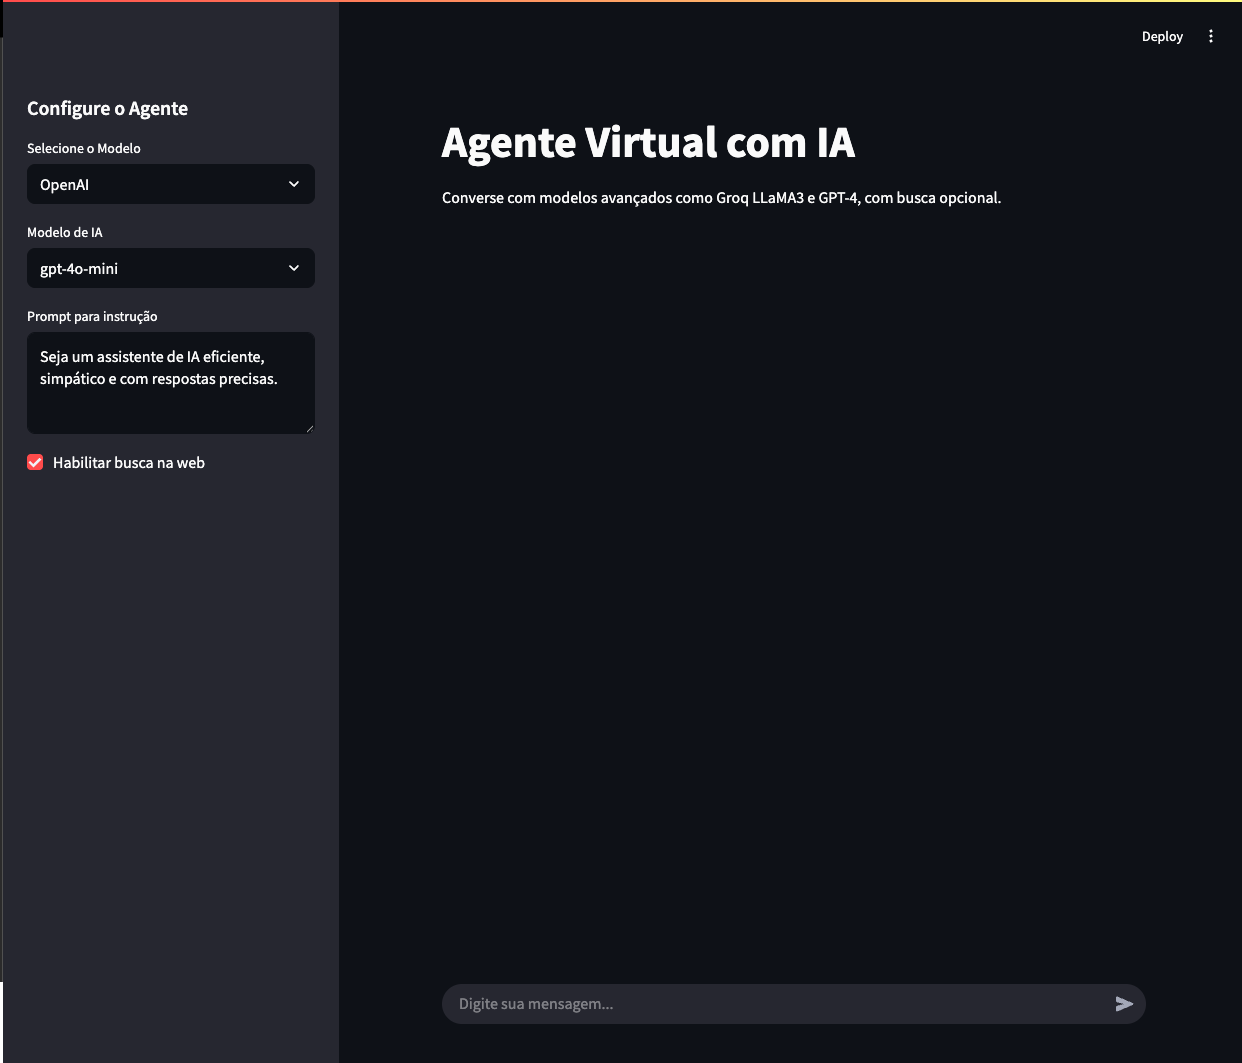 Deploy
Configure o Agente
Selecione o Modelo
OpenAI
Modelo de IA
gpt-4o-mini
Prompt para instrução
Seja um assistente de IA eficiente,
simpático e com respostas precisas.
Habilitar busca na web
Agente Virtual com IA
Converse com modelos avançados como Groq LLaMA3 e GPT-4, com busca opcional.
Digite sua mensagem...